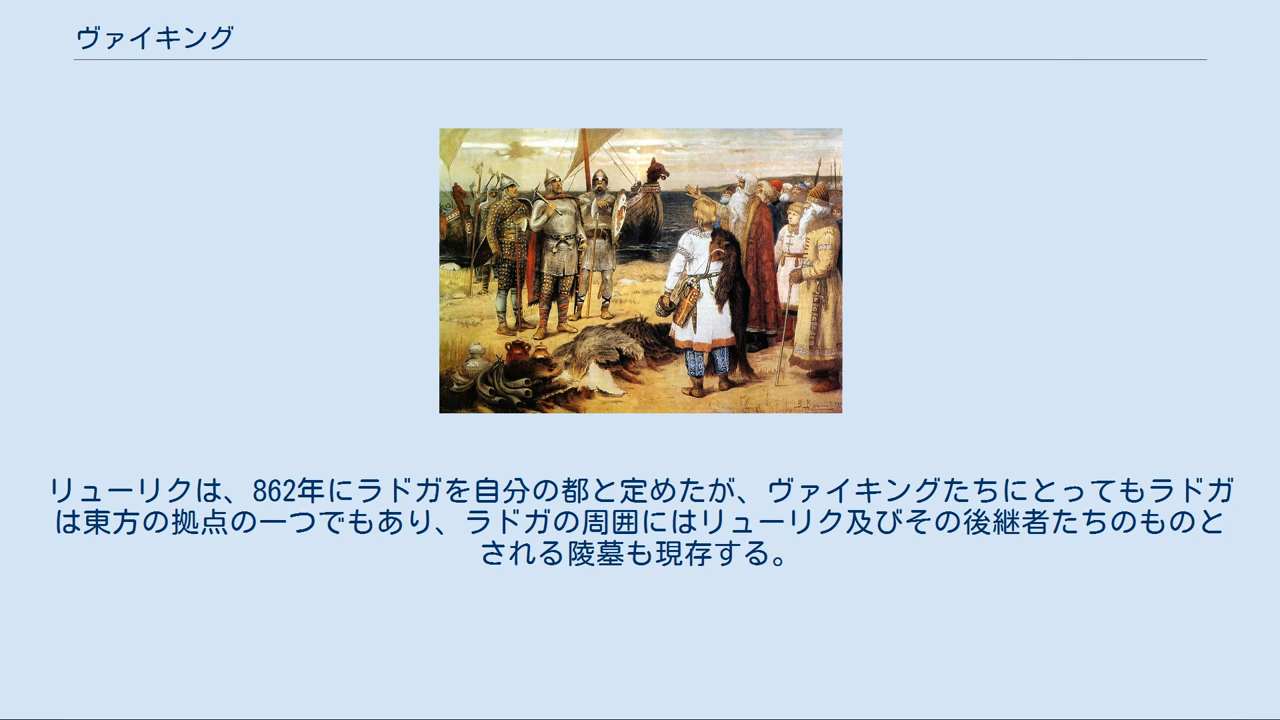 ヴァイキング
リューリクは、862年にラドガを自分の都と定めたが、ヴァイキングたちにとってもラドガ
は東方の拠点の一つでもあり、ラドガの周囲にはリューリク及びその後継者たちのものと
される陵墓も現存する。